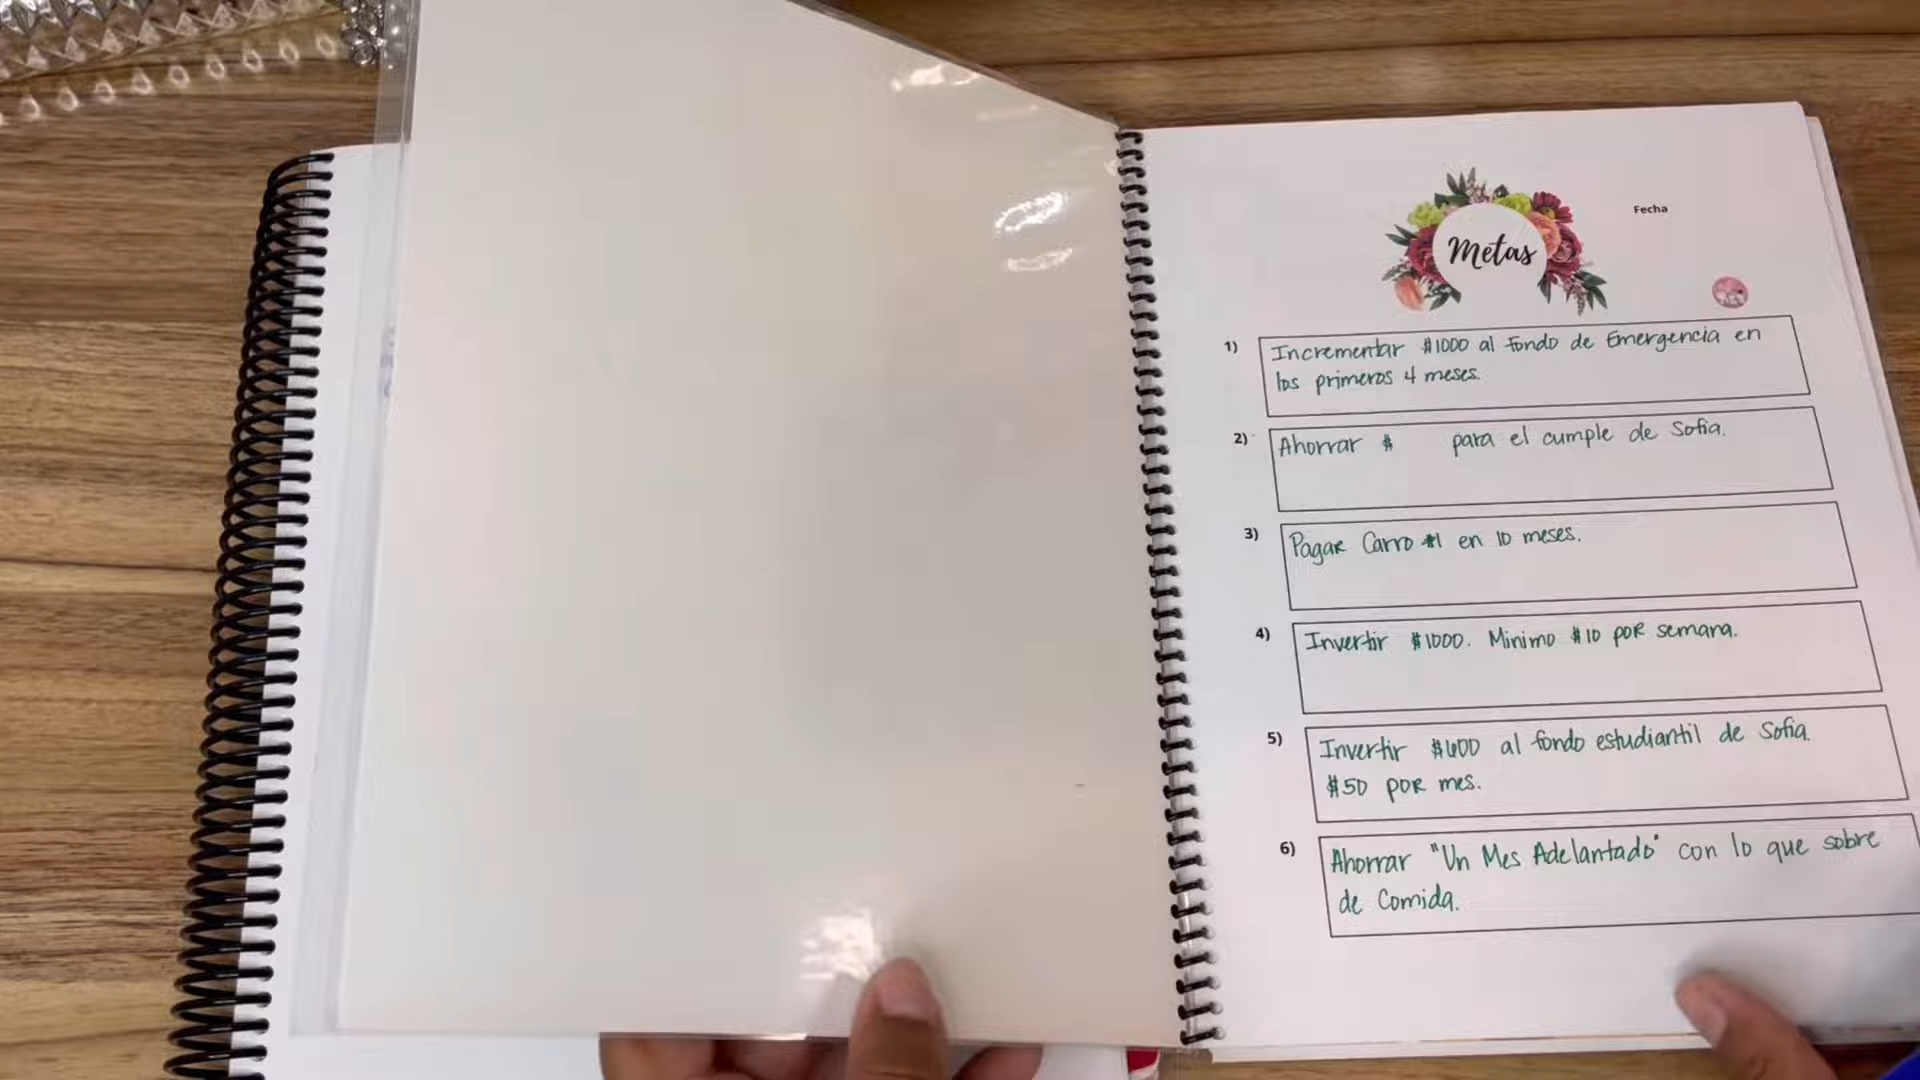 Metas
Fecha
1) Incrementar $1000 al Fondo de Emergencia en
los primeros 4 meses.
2) Ahorrar $ para el cumple de Sofia.
3) Pagar Carro #1 en 10 meses.
4) Invertir $1000. Minimo $10 por semana.
5) Invertir $600 al fondo estudiantil de Sofia.
$50 por mes.
6) Ahorrar "Un Mes Adelantado" con lo que sobre
de Comida.